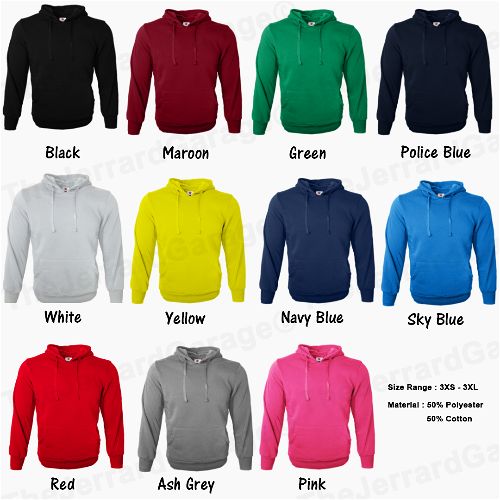 Black Maroon Green Police Blue
White Yellow Navy Blue Sky Blue
Size Range : 3XS - 3XL
Material : 50% Polyester
50% Cotton
Red Ash Grey Pink
TheJerrardGarage®